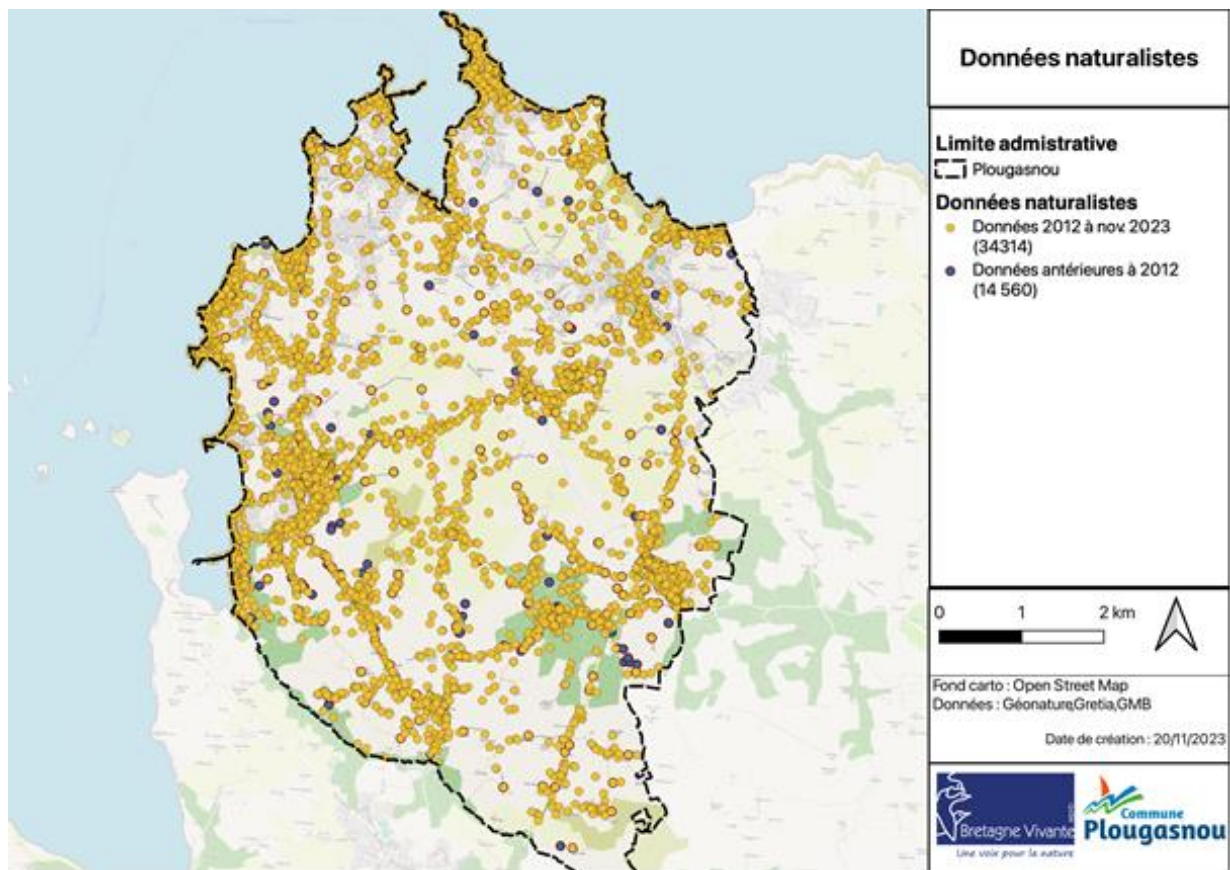 Données naturalistes
Limite admistrative
Plougasnou
Données naturalistes
Données 2012 à nov. 2023
(34314)
Données antérieures à 2012
(14 560)
0 1 2 km
Fond carto : Open Street Map
Données : Géonature,Gretia,GMB
Date de création : 20/11/2023
Bretagne Vivante
Une voix pour la nature
Commune
Plougasnou